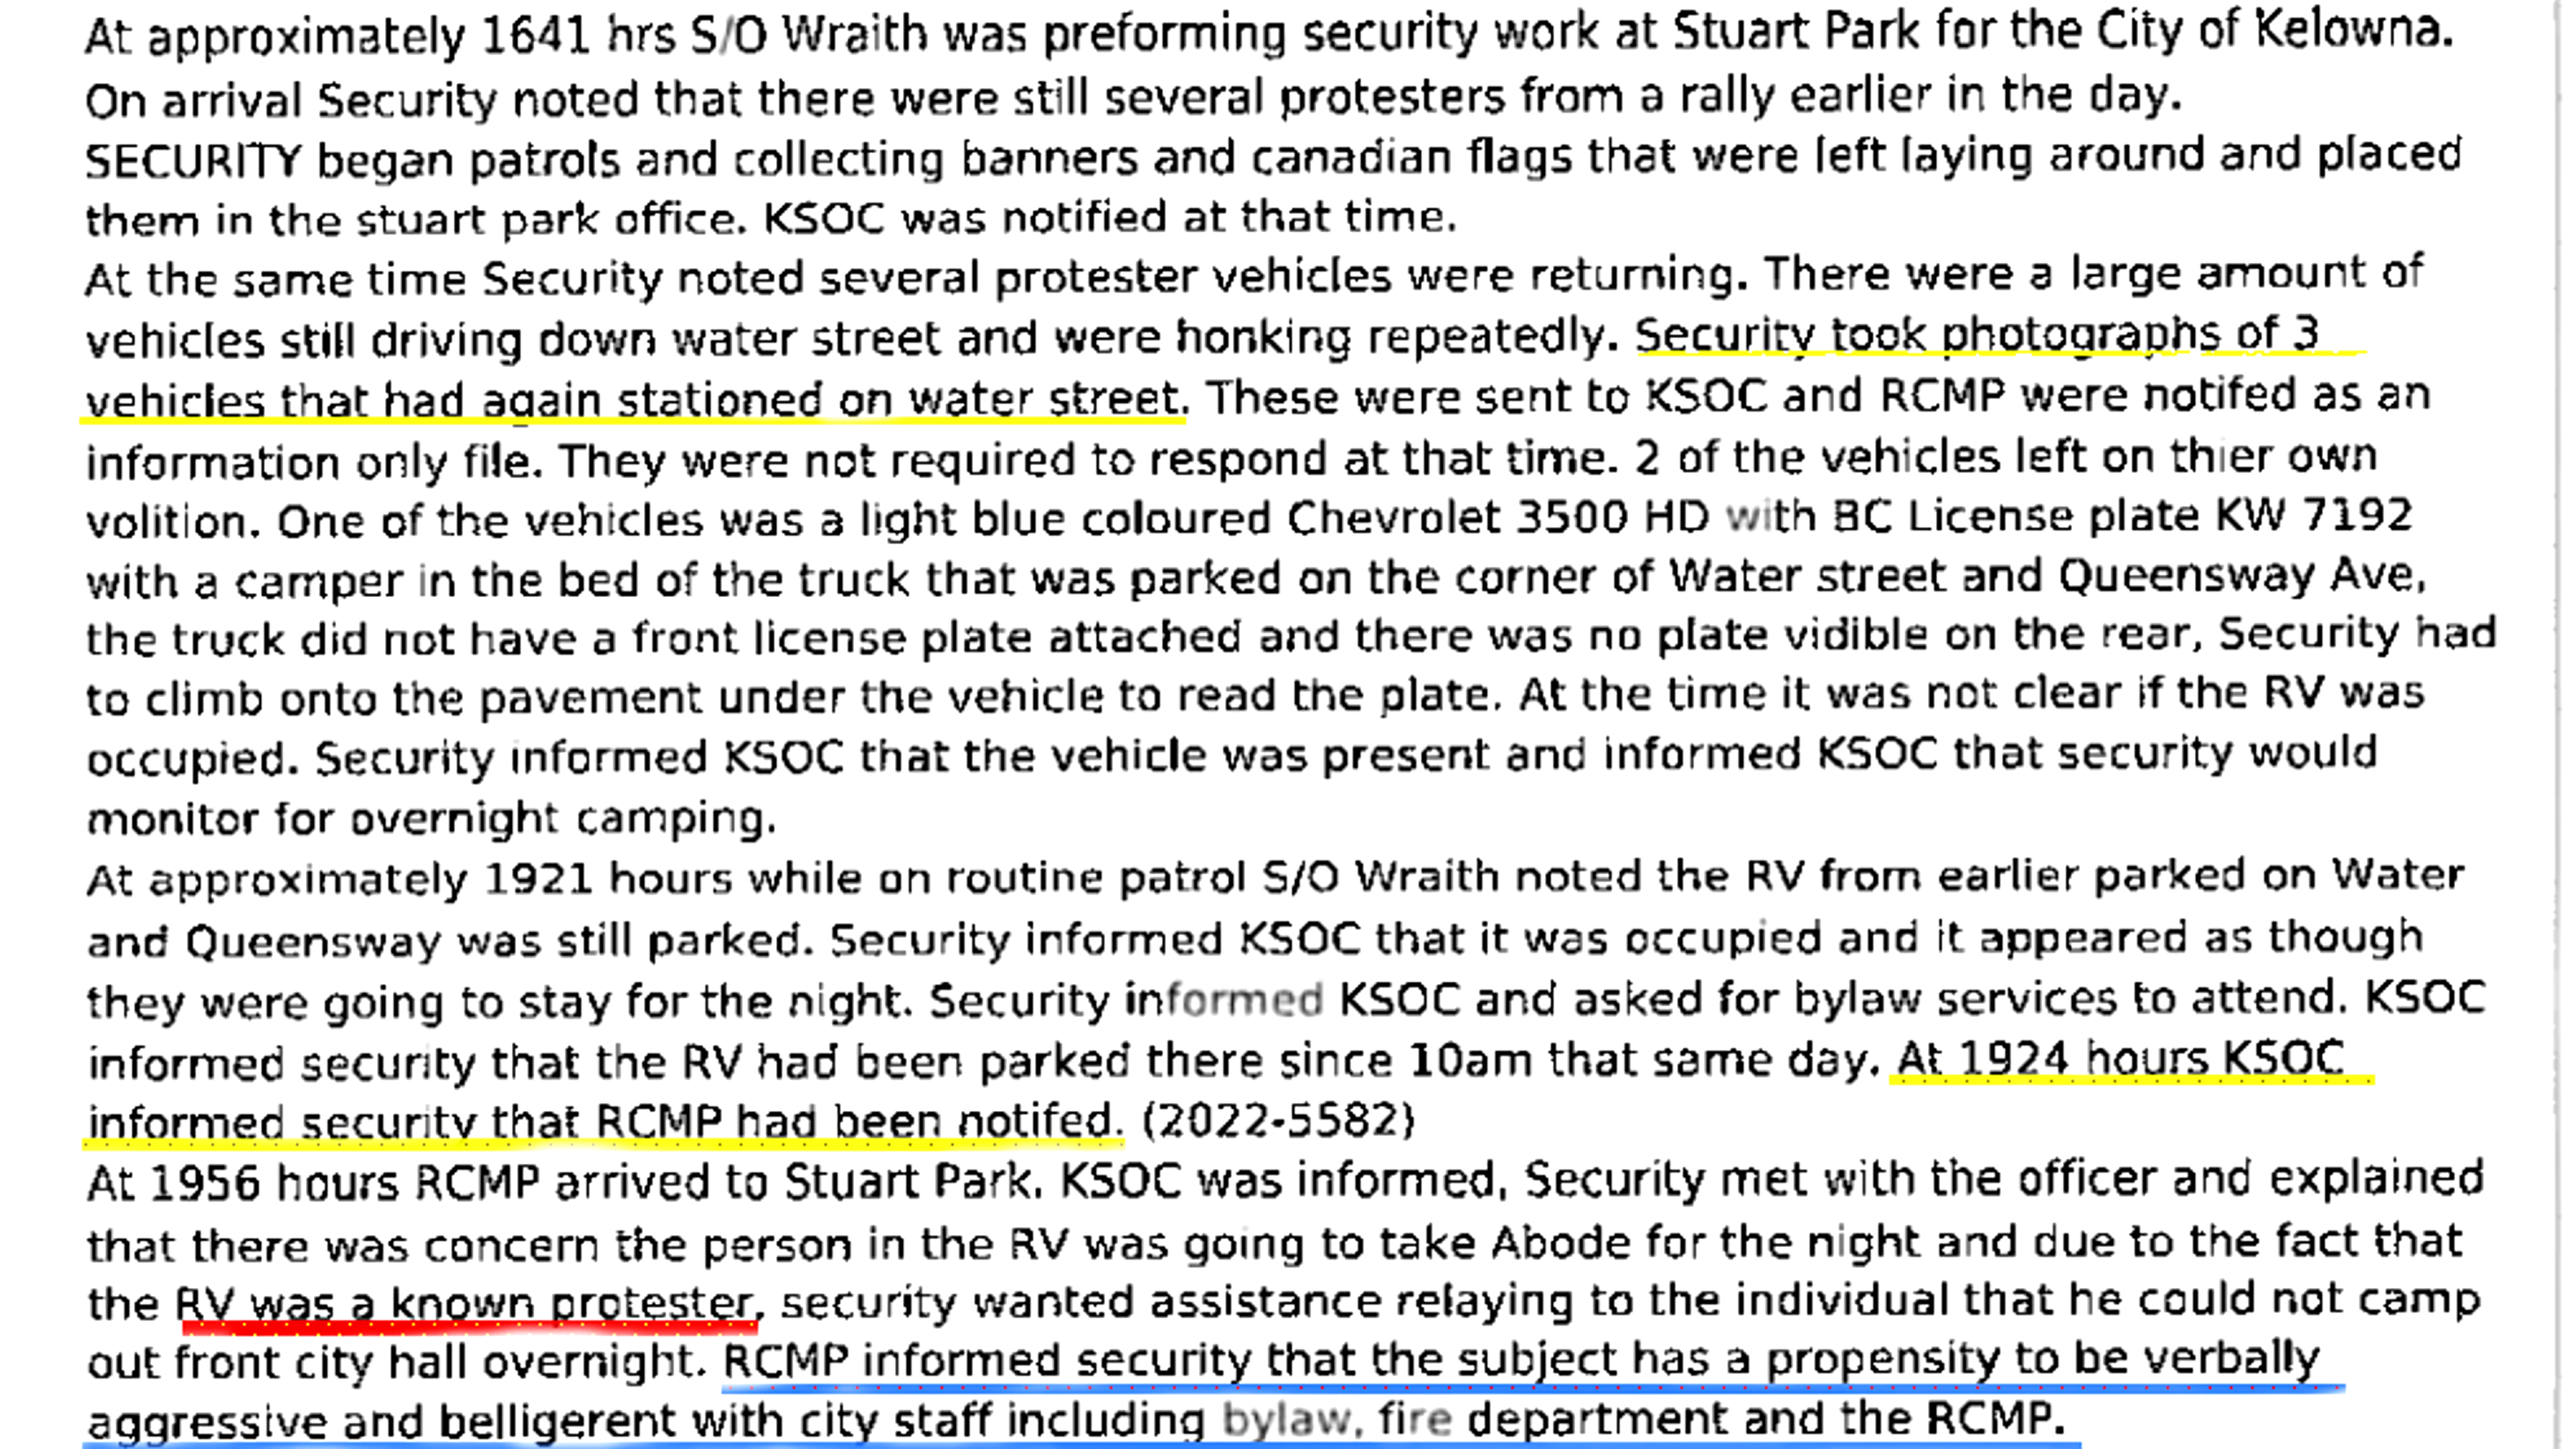 At approximately 1641 hrs S/O Wraith was preforming security work at Stuart Park for the City of Kelowna.
On arrival Security noted that there were still several protesters from a rally earlier in the day.
SECURITY began patrols and collecting banners and canadian flags that were left laying around and placed
them in the stuart park office. KSOC was notified at that time.
At the same time Security noted several protester vehicles were returning. There were a large amount of
vehicles still driving down water street and were honking repeatedly. Security took photographs of 3
vehicles that had again stationed on water street. These were sent to KSOC and RCMP were notifed as an
information only file. They were not required to respond at that time. 2 of the vehicles left on thier own
volition. One of the vehicles was a light blue coloured Chevrolet 3500 HD with BC License plate KW 7192
with a camper in the bed of the truck that was parked on the corner of Water street and Queensway Ave,
the truck did not have a front license plate attached and there was no plate vidible on the rear, Security had
to climb onto the pavement under the vehicle to read the plate. At the time it was not clear if the RV was
occupied. Security informed KSOC that the vehicle was present and informed KSOC that security would
monitor for overnight camping.
At approximately 1921 hours while on routine patrol S/O Wraith noted the RV from earlier parked on Water
and Queensway was still parked. Security informed KSOC that it was occupied and it appeared as though
they were going to stay for the night. Security informed KSOC and asked for bylaw services to attend. KSOC
informed security that the RV had been parked there since 10am that same day. At 1924 hours KSOC
informed security that RCMP had been notifed. (2022-5582)
At 1956 hours RCMP arrived to Stuart Park. KSOC was informed, Security met with the officer and explained
that there was concern the person in the RV was going to take Abode for the night and due to the fact that
the RV was a known protester, security wanted assistance relaying to the individual that he could not camp
out front city hall overnight. RCMP informed security that the subject has a propensity to be verbally
aggressive and belligerent with city staff including bylaw, fire department and the RCMP.